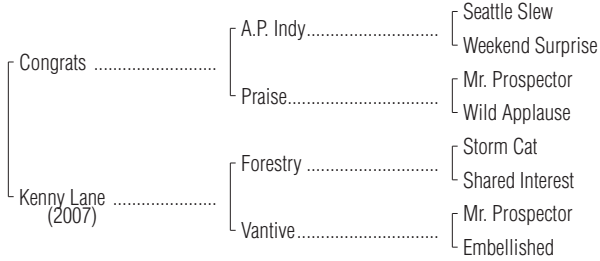 Seattle Slew
A.P. Indy
Weekend Surprise
Congrats
Mr. Prospector
Praise
Wild Applause
Storm Cat
Forestry
Shared Interest
Kenny Lane
(2007)
Mr. Prospector
Vantive
Embellished